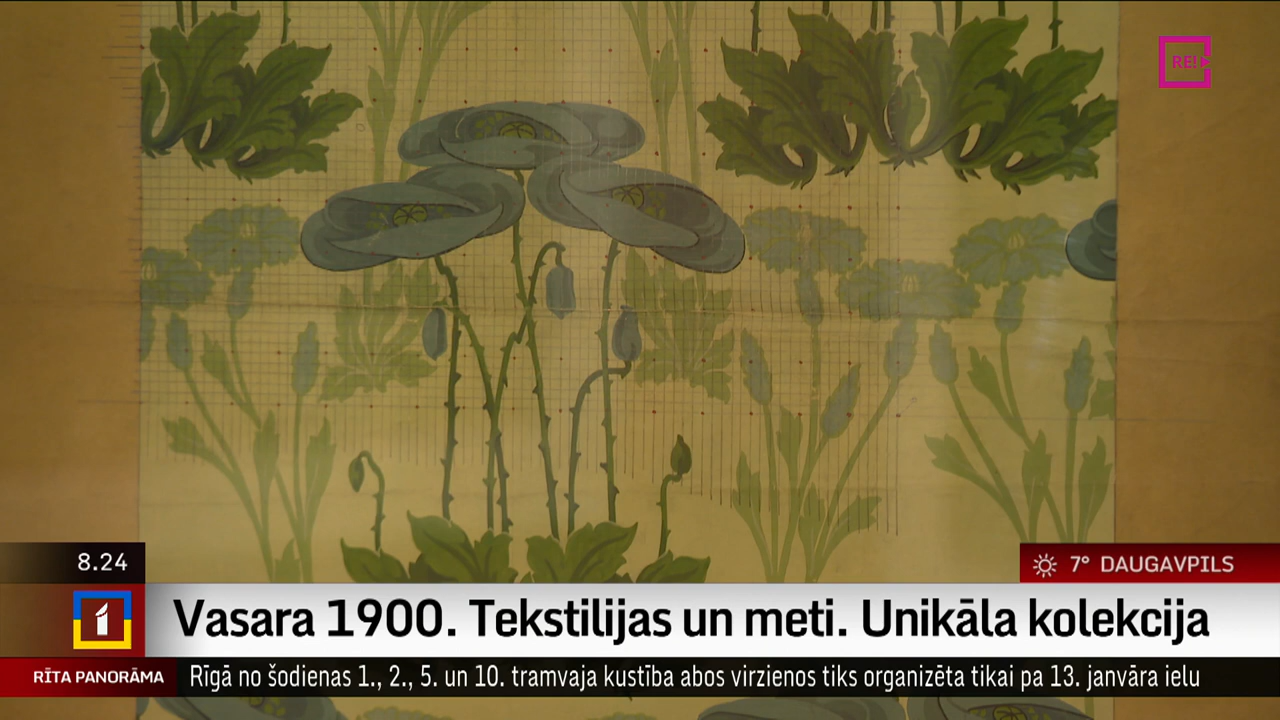 RE!
8.24
7° DAUGAVPILS
1
Vasara 1900. Tekstilijas un meti. Unikāla kolekcija
RĪTA PANORĀMA
Rīgā no šodienas 1., 2., 5. un 10. tramvaja kustība abos virzienos tiks organizēta tikai pa 13. janvāra ielu